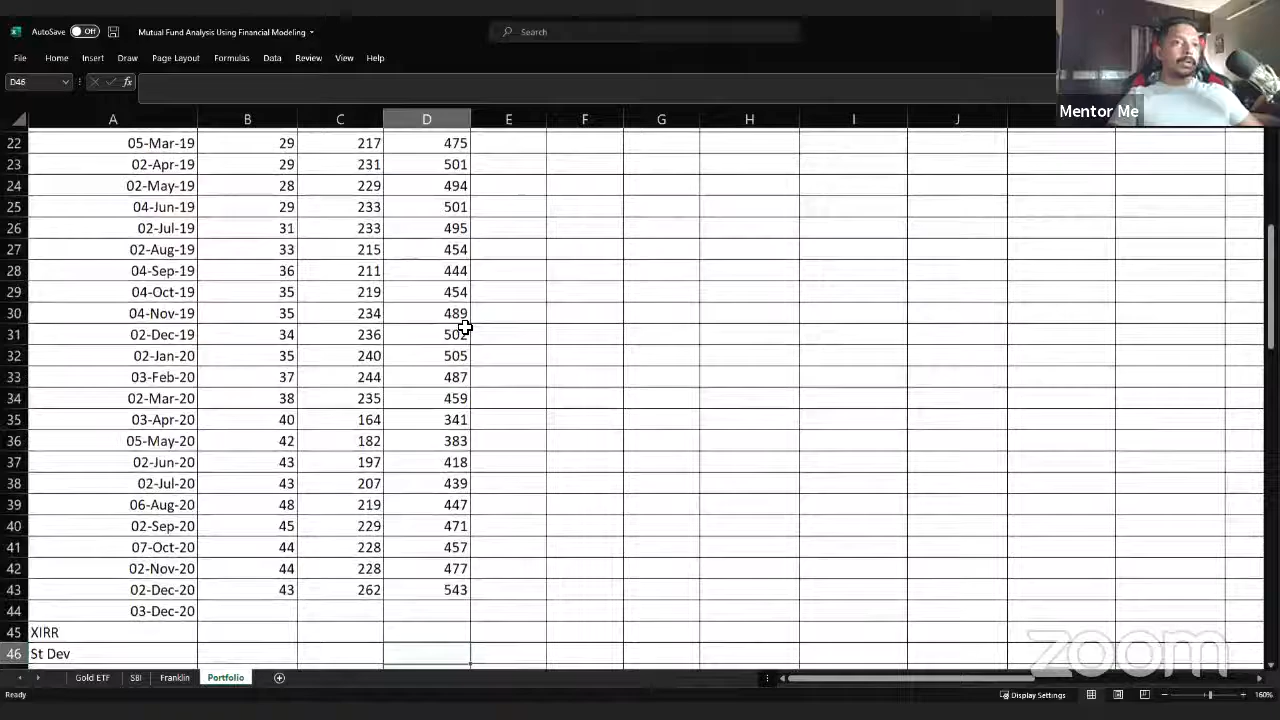 AutoSave Off Mutual Fund Analysis Using Financial Modeling Search
File Home Insert Draw Page Layout Formulas Data Review View Help
D46 fx
Mentor Me
A B C D E F G H I J
22 05-Mar-19 29 217 475
23 02-Apr-19 29 231 501
24 02-May-19 28 229 494
25 04-Jun-19 29 233 501
26 02-Jul-19 31 233 495
27 02-Aug-19 33 215 454
28 04-Sep-19 36 211 444
29 04-Oct-19 35 219 454
30 04-Nov-19 35 234 489
31 02-Dec-19 34 236 502
32 02-Jan-20 35 240 505
33 03-Feb-20 37 244 487
34 02-Mar-20 38 235 459
35 03-Apr-20 40 164 341
36 05-May-20 42 182 383
37 02-Jun-20 43 197 418
38 02-Jul-20 43 207 439
39 06-Aug-20 48 219 447
40 02-Sep-20 45 229 471
41 07-Oct-20 44 228 457
42 02-Nov-20 44 228 477
43 02-Dec-20 43 262 543
44 03-Dec-20
45 XIRR
46 St Dev
zoom
Gold ETF SBI Franklin Portfolio
Ready Display Settings 160%